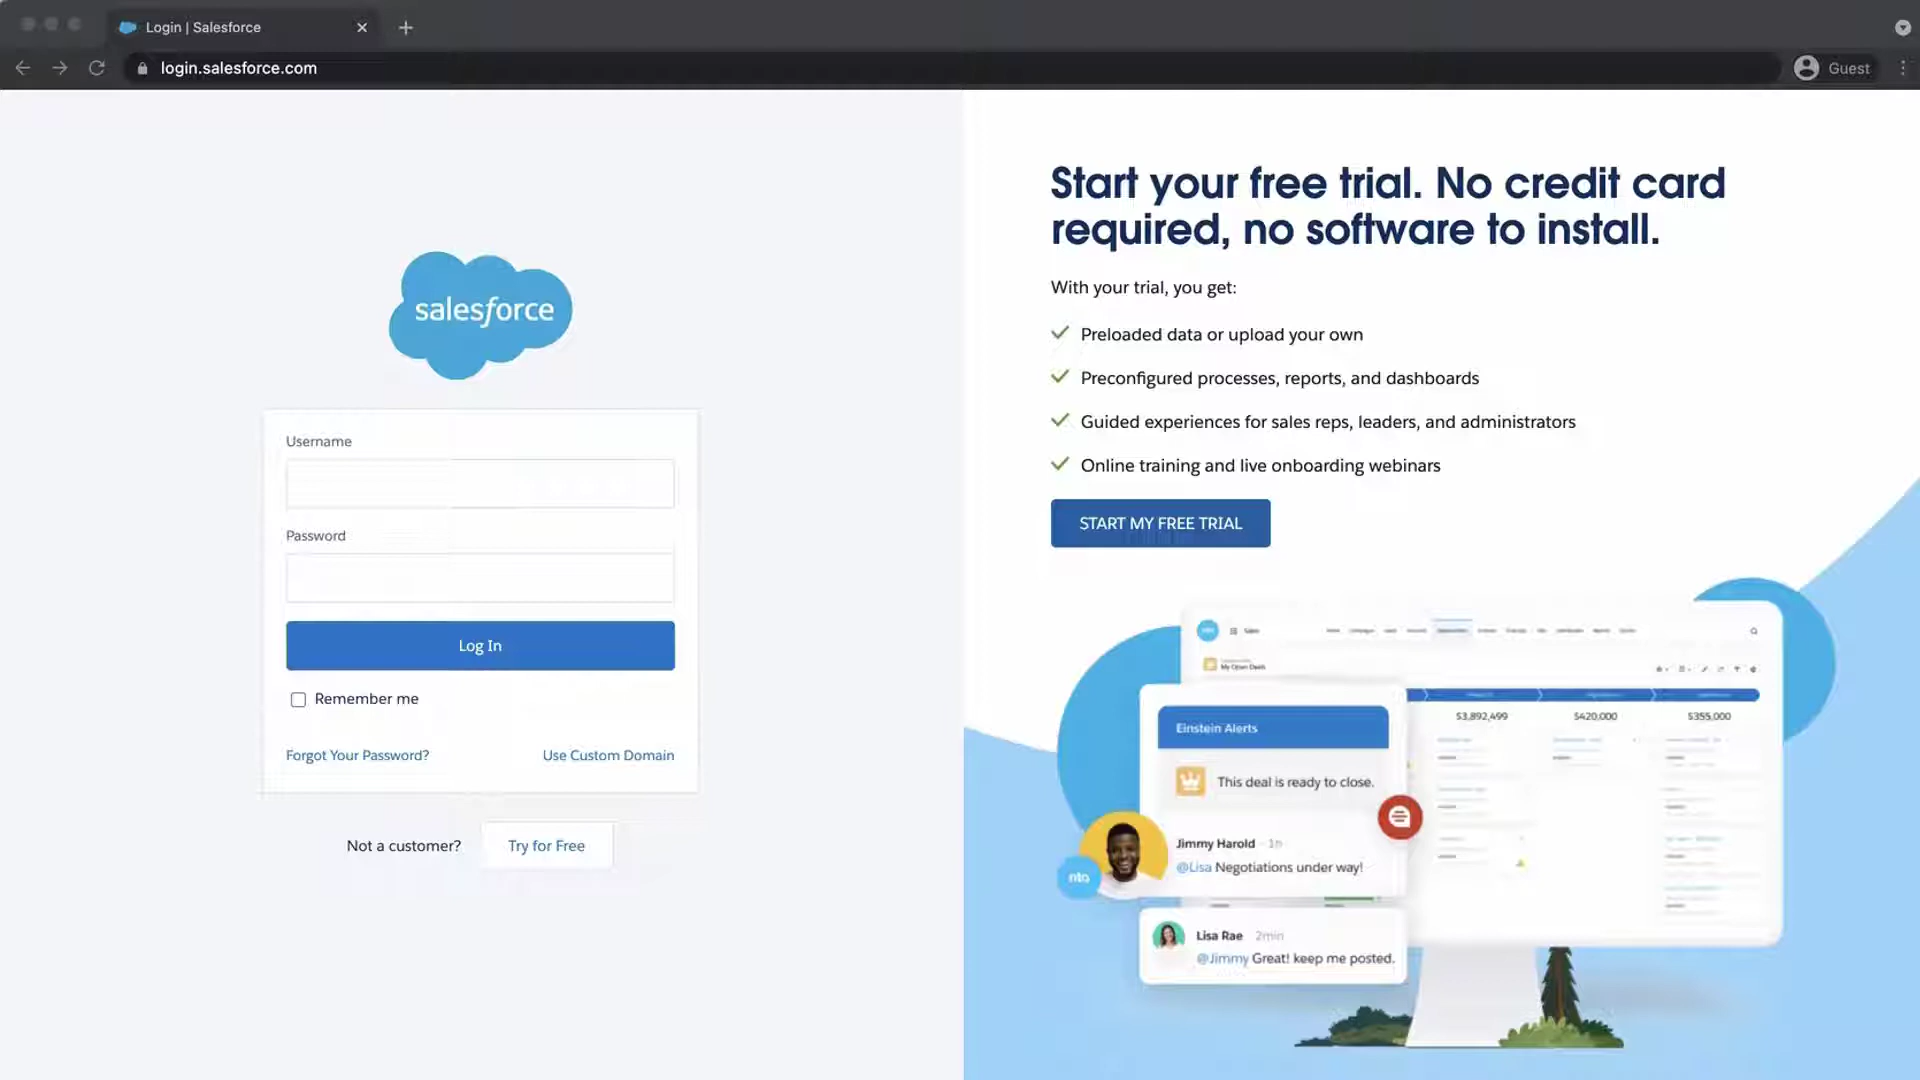 Login | Salesforce
login.salesforce.com
Guest
salesforce
Username
Password
Log In
Remember me
Forgot Your Password?
Use Custom Domain
Not a customer?
Try for Free
Start your free trial. No credit card
required, no software to install.
With your trial, you get:
Preloaded data or upload your own
Preconfigured processes, reports, and dashboards
Guided experiences for sales reps, leaders, and administrators
Online training and live onboarding webinars
START MY FREE TRIAL
My Open Deals
$3,892,499
$420,000
$355,000
Einstein Alerts
This deal is ready to close.
Jimmy Harold · 1h
@Lisa Negotiations under way!
nto
Lisa Rae 2min
@Jimmy Great! keep me posted.